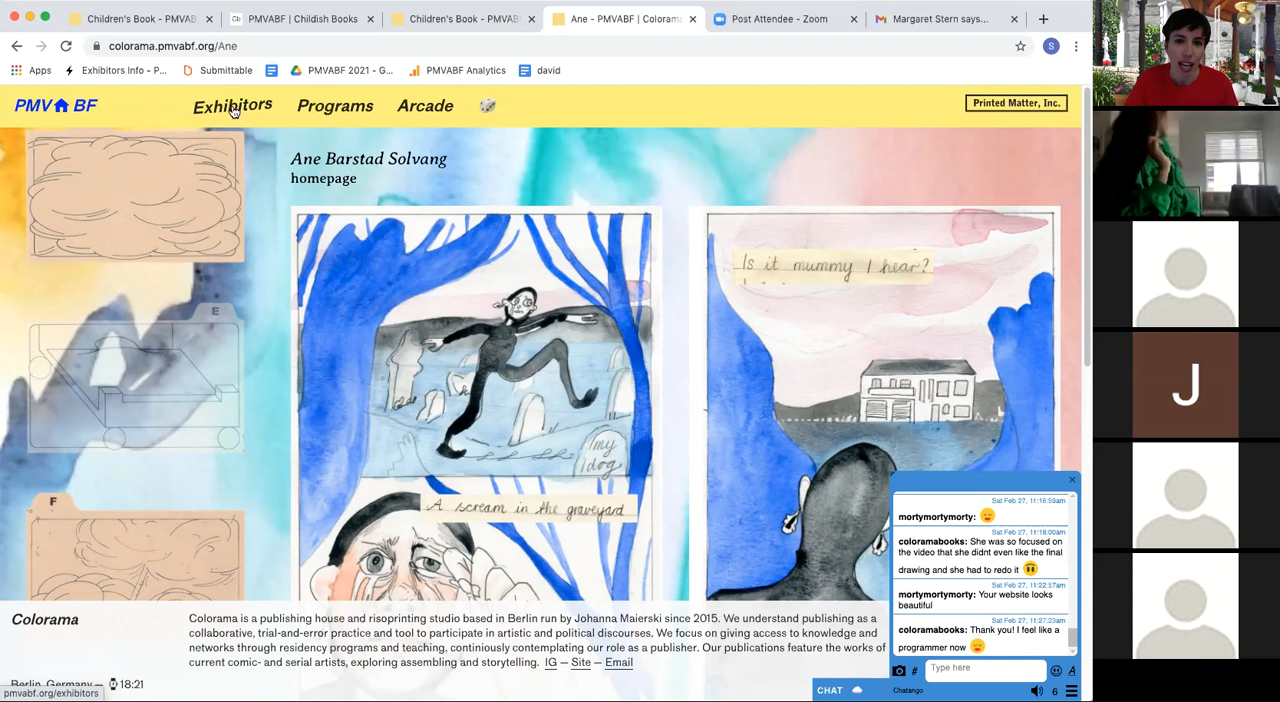 Children's Book - PMVAB
PMVABF | Childish Books
Children's Book - PMVAB
Ane - PMVABF | Colorama
Post Attendee - Zoom
Margaret Stern says...
colorama.pmvabf.org/Ane
S
Apps
Exhibitors Info - P...
Submittable
PMVABF 2021 - G...
PMVABF Analytics
david
PMV BF
Exhibitors
Programs
Arcade
Printed Matter, Inc.
Ane Barstad Solvang
homepage
E
F
my
dog
A scream in the graveyard
Is it mummy I hear?
Colorama
Colorama is a publishing house and risoprinting studio based in Berlin run by Johanna Maierski since 2015. We understand publishing as a
collaborative, trial-and-error practice and tool to participate in artistic and political discourses. We focus on giving access to knowledge and
networks through residency programs and teaching, continiously contemplating our role as a publisher. Our publications feature the works of
current comic- and serial artists, exploring assembling and storytelling. IG — Site — Email
Berlin, Germany — 18:21
pmvabf.org/exhibitors
Sat Feb 27, 11:16:59am
mortymortymorty:
Sat Feb 27, 11:18:00am
coloramabooks: She was so focused on
the video that she didnt even like the final
drawing and she had to redo it
Sat Feb 27, 11:22:57am
mortymortymorty: Your website looks
beautiful
Sat Feb 27, 11:27:23am
coloramabooks: Thank you! I feel like a
programmer now
#
Type here
A
CHAT
Chatango
6
J